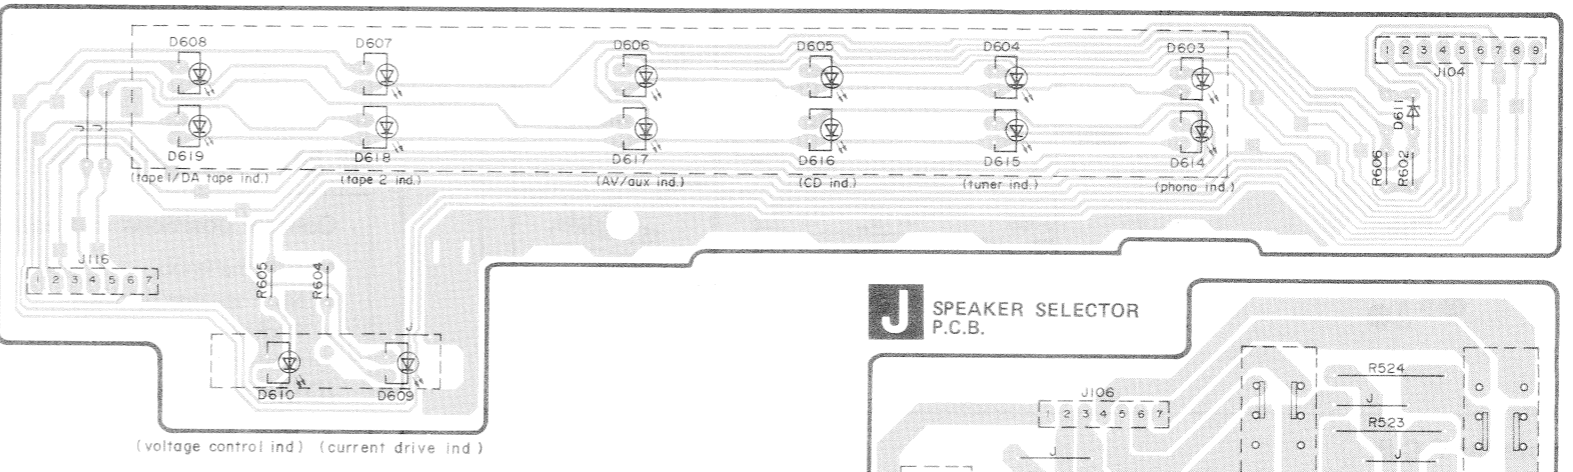 D608 D607 D606 D605 D604 D603
1 2 3 4 5 6 7 8 9
J104
J J
D611
D619 D618 D617 D616 D615 D614
R606 R602
(tape1/DA tape ind.) (tape 2 ind.) (AV/aux ind.) (CD ind.) (tuner ind.) (phono ind.)
J116
1 2 3 4 5 6 7
R605 R604
J
D610 D609
(voltage control ind) (current drive ind)
J SPEAKER SELECTOR
P.C.B.
J106
1 2 3 4 5 6 7
R524
J
R523
J J